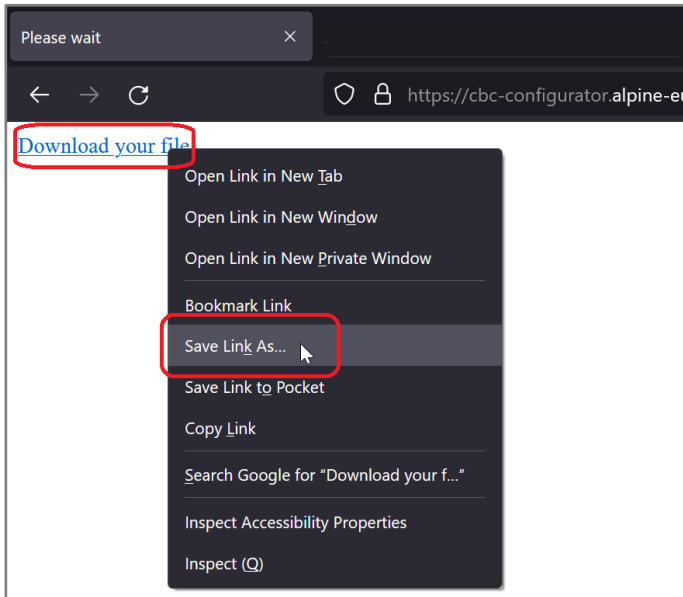 Please wait
https://cbc-configurator.alpine-eu
Download your file
Open Link in New Tab
Open Link in New Window
Open Link in New Private Window
Bookmark Link
Save Link As...
Save Link to Pocket
Copy Link
Search Google for “Download your f...”
Inspect Accessibility Properties
Inspect (Q)